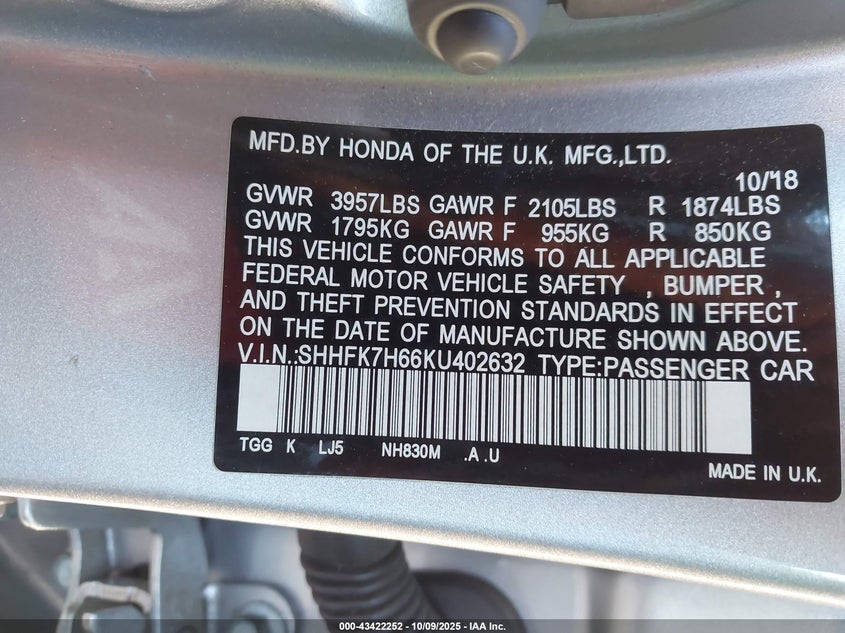 MFD.BY HONDA OF THE U.K. MFG.,LTD.
10/'18
GVWR 3957LBS GAWR F 2105LBS R 1874LBS
GVWR 1795KG GAWR F 955KG R 850KG
THIS VEHICLE CONFORMS TO ALL APPLICABLE
FEDERAL MOTOR VEHICLE SAFETY , BUMPER ,
AND THEFT PREVENTION STANDARDS IN EFFECT
ON THE DATE OF MANUFACTURE SHOWN ABOVE.
V.I.N.:SHHFK7H66KU402632 TYPE:PASSENGER CAR
TGG K LJ5 NH830M .A .U
MADE IN U.K.
000-43422252 - 10/09/2025 - IAA Inc.